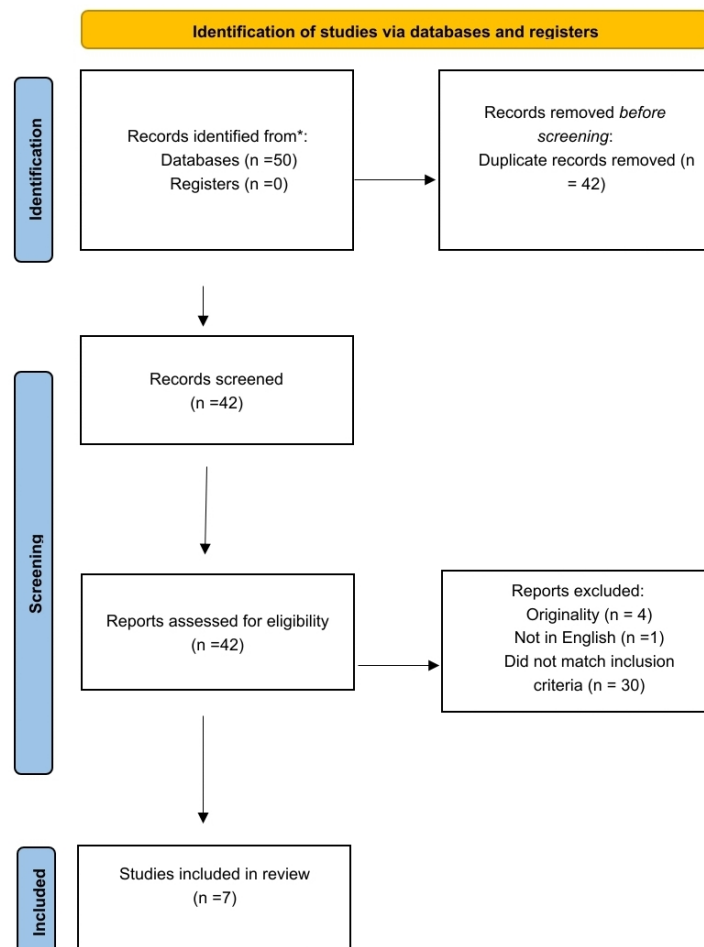 Identification of studies via databases and registers
Identification
Records identified from*:
Databases (n =50)
Registers (n =0)
Records removed before
screening:
Duplicate records removed (n
= 42)
Screening
Records screened
(n =42)
Reports assessed for eligibility
(n =42)
Reports excluded:
Originality (n = 4)
Not in English (n =1)
Did not match inclusion
criteria (n = 30)
Included
Studies included in review
(n =7)